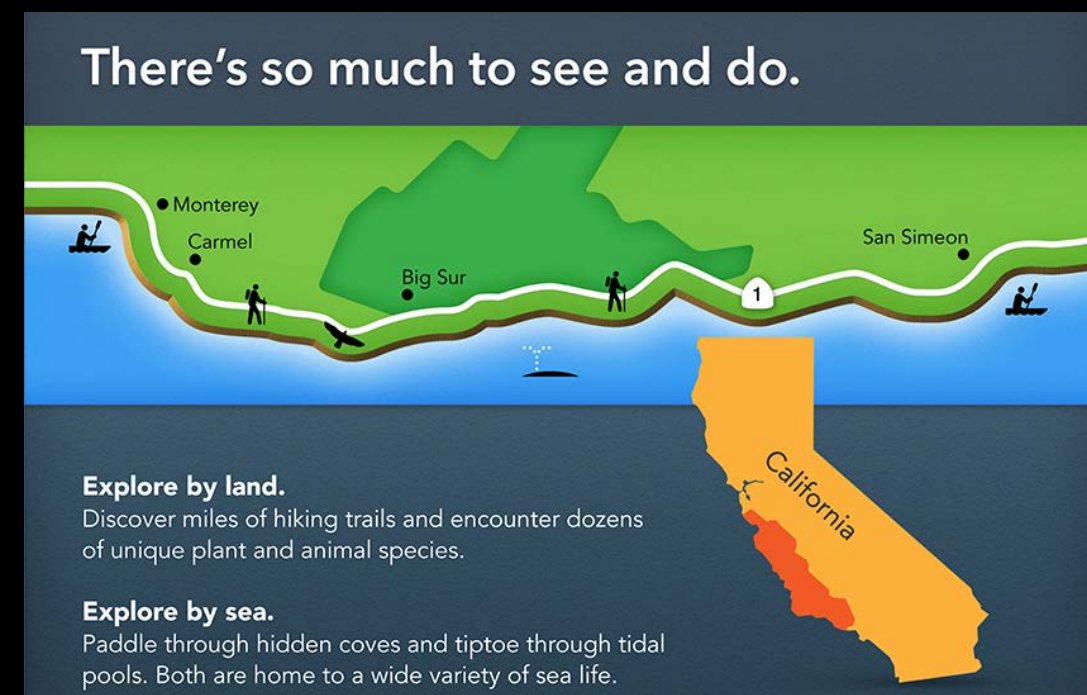 There's so much to see and do.
Monterey
Carmel
Big Sur
San Simeon
1
California
Explore by land.
Discover miles of hiking trails and encounter dozens
of unique plant and animal species.
Explore by sea.
Paddle through hidden coves and tiptoe through tidal
pools. Both are home to a wide variety of sea life.